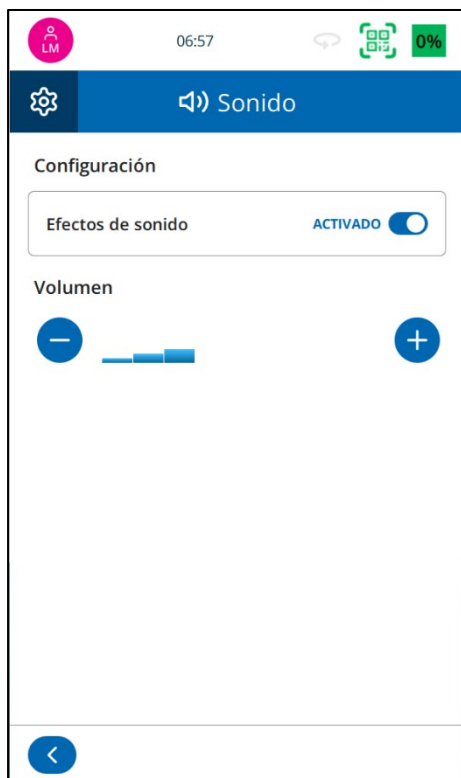 LM
06:57
0%
Sonido
Configuración
Efectos de sonido ACTIVADO
Volumen